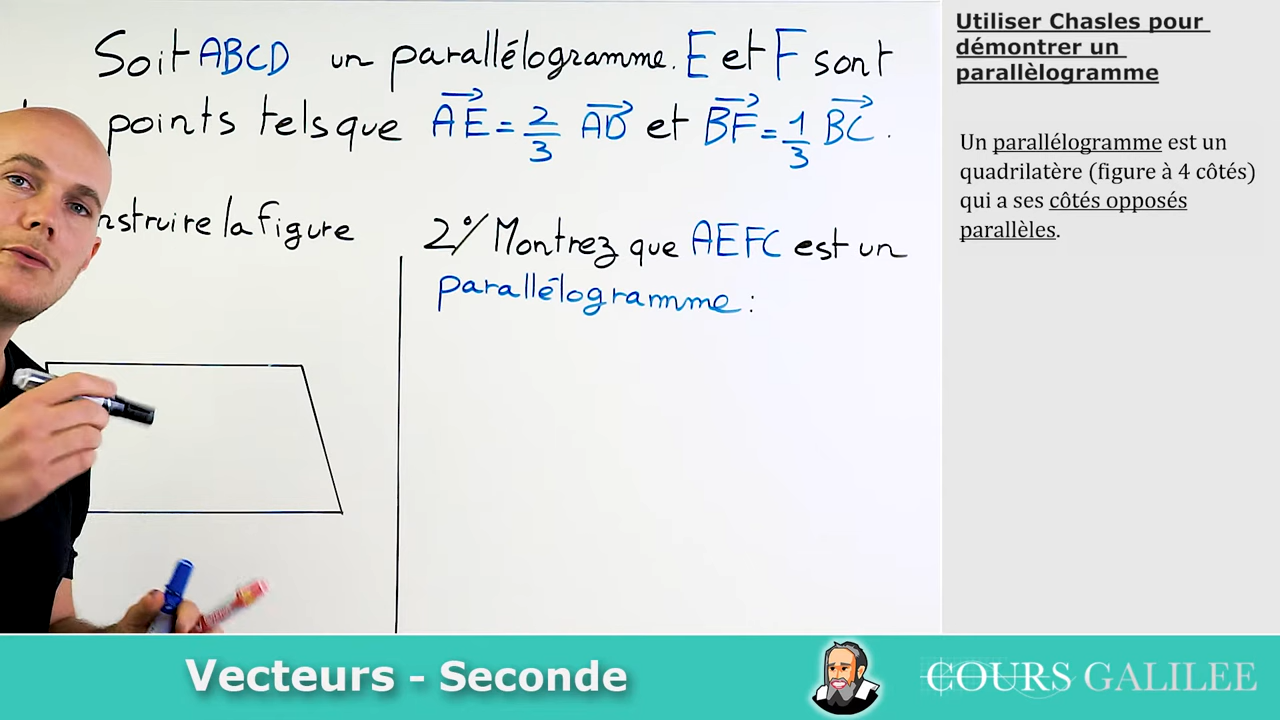 Soit ABCD un parallélogramme. E et F sont
points tels que AE = 2/3 AD et BF = 1/3 BC.
la figure
2°/ Montrez que AEFC est un
parallélogramme :
Utiliser Chasles pour
démontrer un
parallèlogramme
Un parallélogramme est un
quadrilatère (figure à 4 côtés)
qui a ses côtés opposés
parallèles.
Vecteurs - Seconde
COURS GALILEE